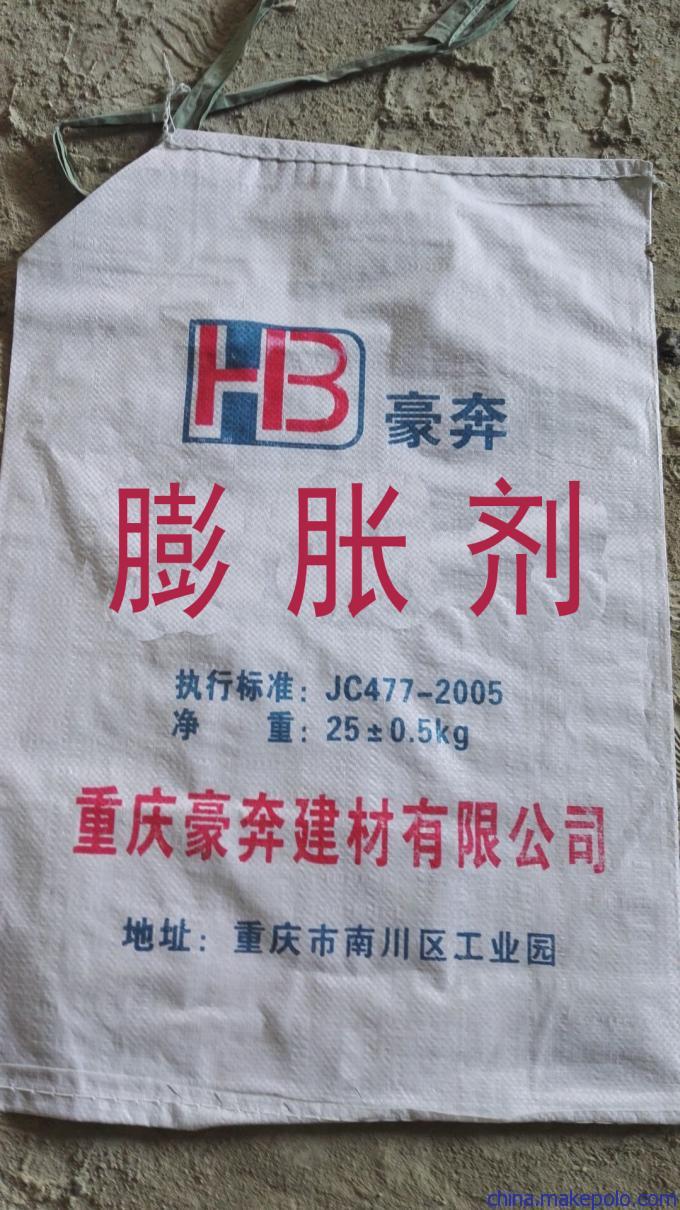 HB 豪奔
膨胀剂
执行标准：JC477-2005
净 重：25±0.5kg
重庆豪奔建材有限公司
地址：重庆市南川区工业园
china.makepolo.com